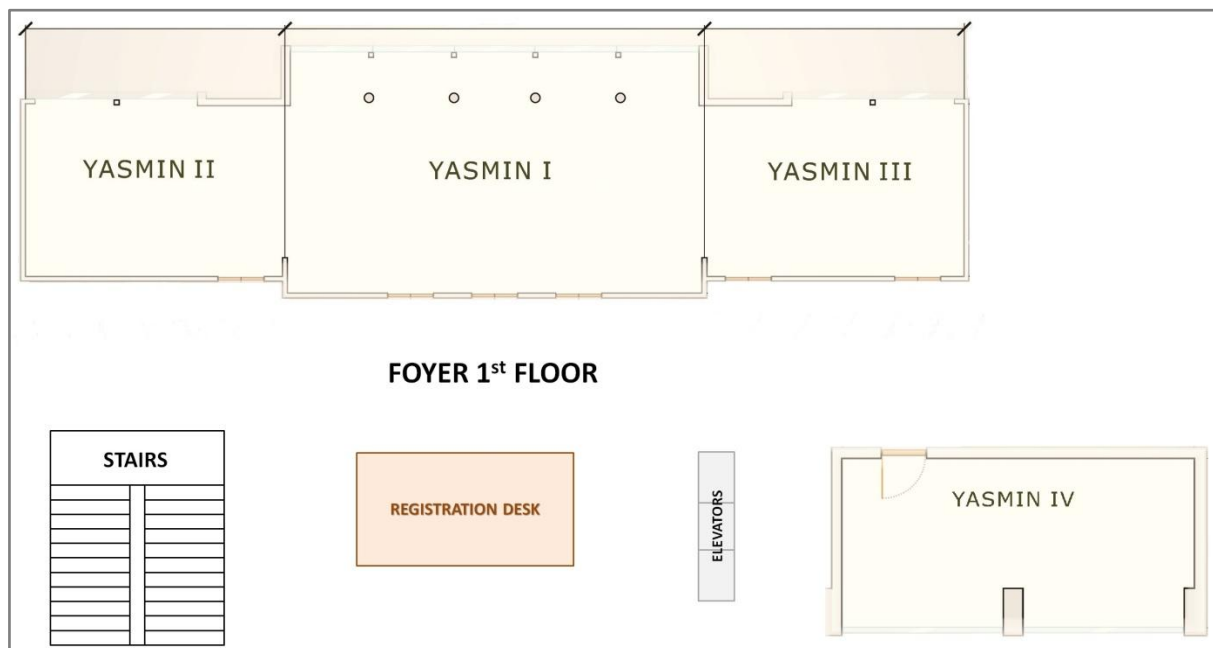 YASMIN II
YASMIN I
YASMIN III
FOYER 1st FLOOR
STAIRS
REGISTRATION DESK
ELEVATORS
YASMIN IV